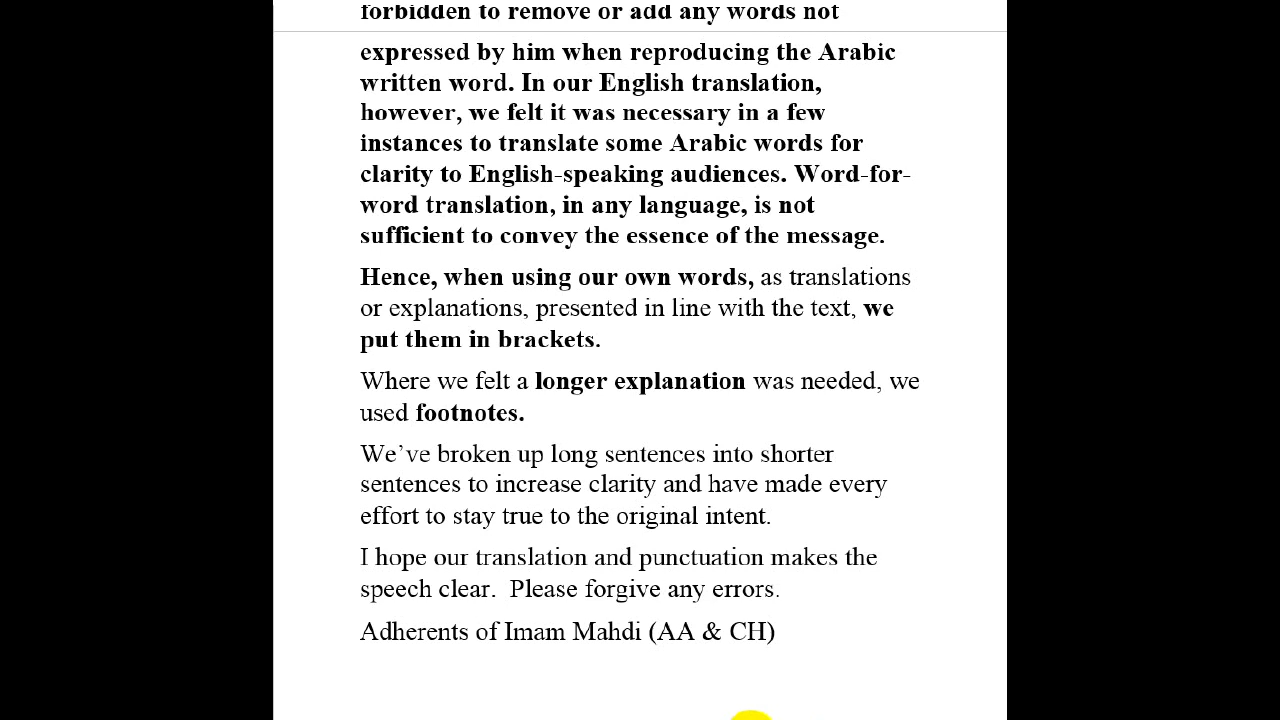 forbidden to remove or add any words not
expressed by him when reproducing the Arabic
written word. In our English translation,
however, we felt it was necessary in a few
instances to translate some Arabic words for
clarity to English-speaking audiences. Word-for-
word translation, in any language, is not
sufficient to convey the essence of the message.
Hence, when using our own words, as translations
or explanations, presented in line with the text, we
put them in brackets.
Where we felt a longer explanation was needed, we
used footnotes.
We’ve broken up long sentences into shorter
sentences to increase clarity and have made every
effort to stay true to the original intent.
I hope our translation and punctuation makes the
speech clear.  Please forgive any errors.
Adherents of Imam Mahdi (AA & CH)